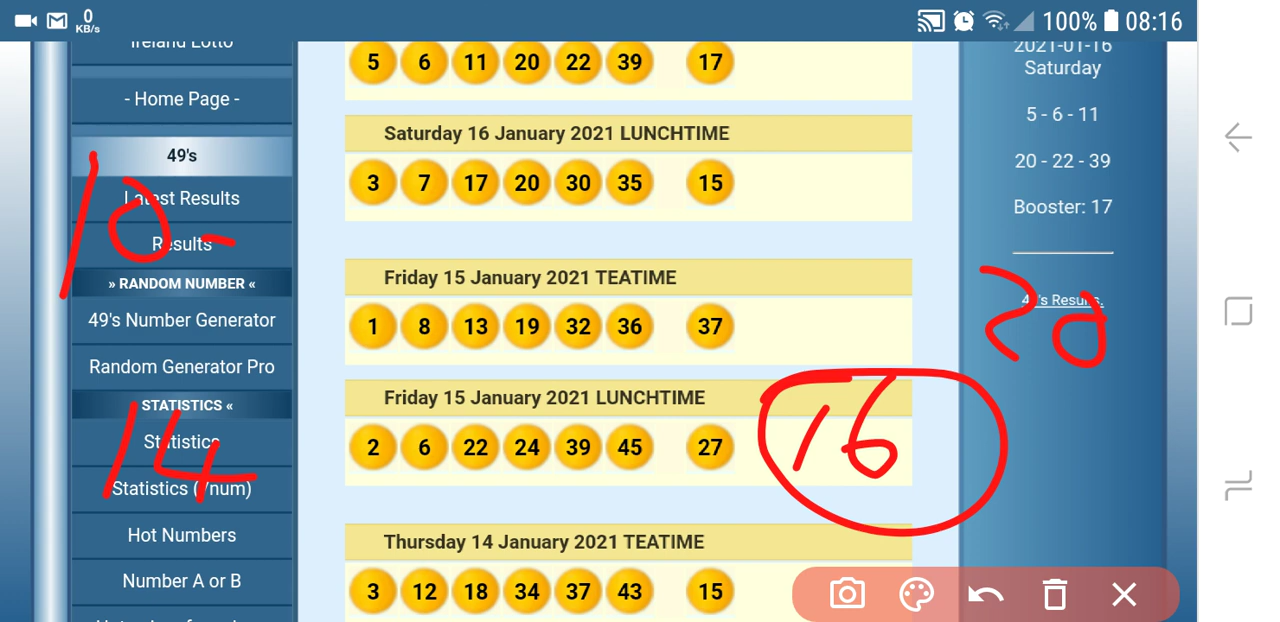 0
KB/s
100%
08:16
Ireland Lotto
- Home Page -
49's
Latest Results
Results
» RANDOM NUMBER «
49's Number Generator
Random Generator Pro
STATISTICS «
Statistics
Statistics (/num)
Hot Numbers
Number A or B
10-
14
5 6 11 20 22 39 17
Saturday 16 January 2021 LUNCHTIME
3 7 17 20 30 35 15
Friday 15 January 2021 TEATIME
1 8 13 19 32 36 37
Friday 15 January 2021 LUNCHTIME
2 6 22 24 39 45 27
16
Thursday 14 January 2021 TEATIME
3 12 18 34 37 43 15
2021-01-16
Saturday
5 - 6 - 11
20 - 22 - 39
Booster: 17
49's Results.